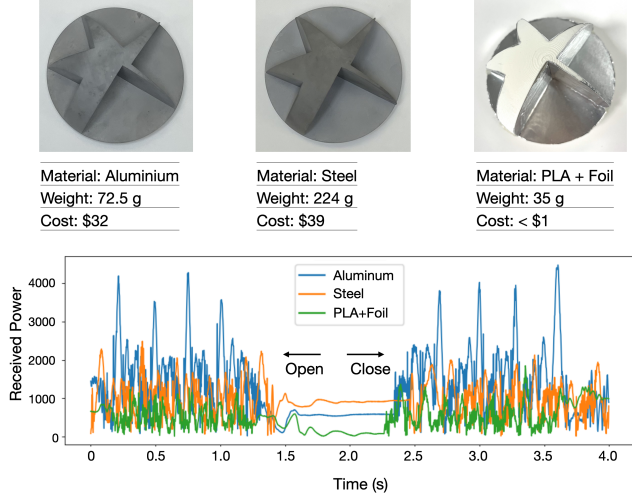 Material: Aluminium
Weight: 72.5 g
Cost: $32
Material: Steel
Weight: 224 g
Cost: $39
Material: PLA + Foil
Weight: 35 g
Cost: < $1
Received Power
4000
3000
2000
1000
0
Aluminum
Steel
PLA+Foil
Open
Close
0
0.5
1.0
1.5
2.0
2.5
3.0
3.5
4.0
Time (s)